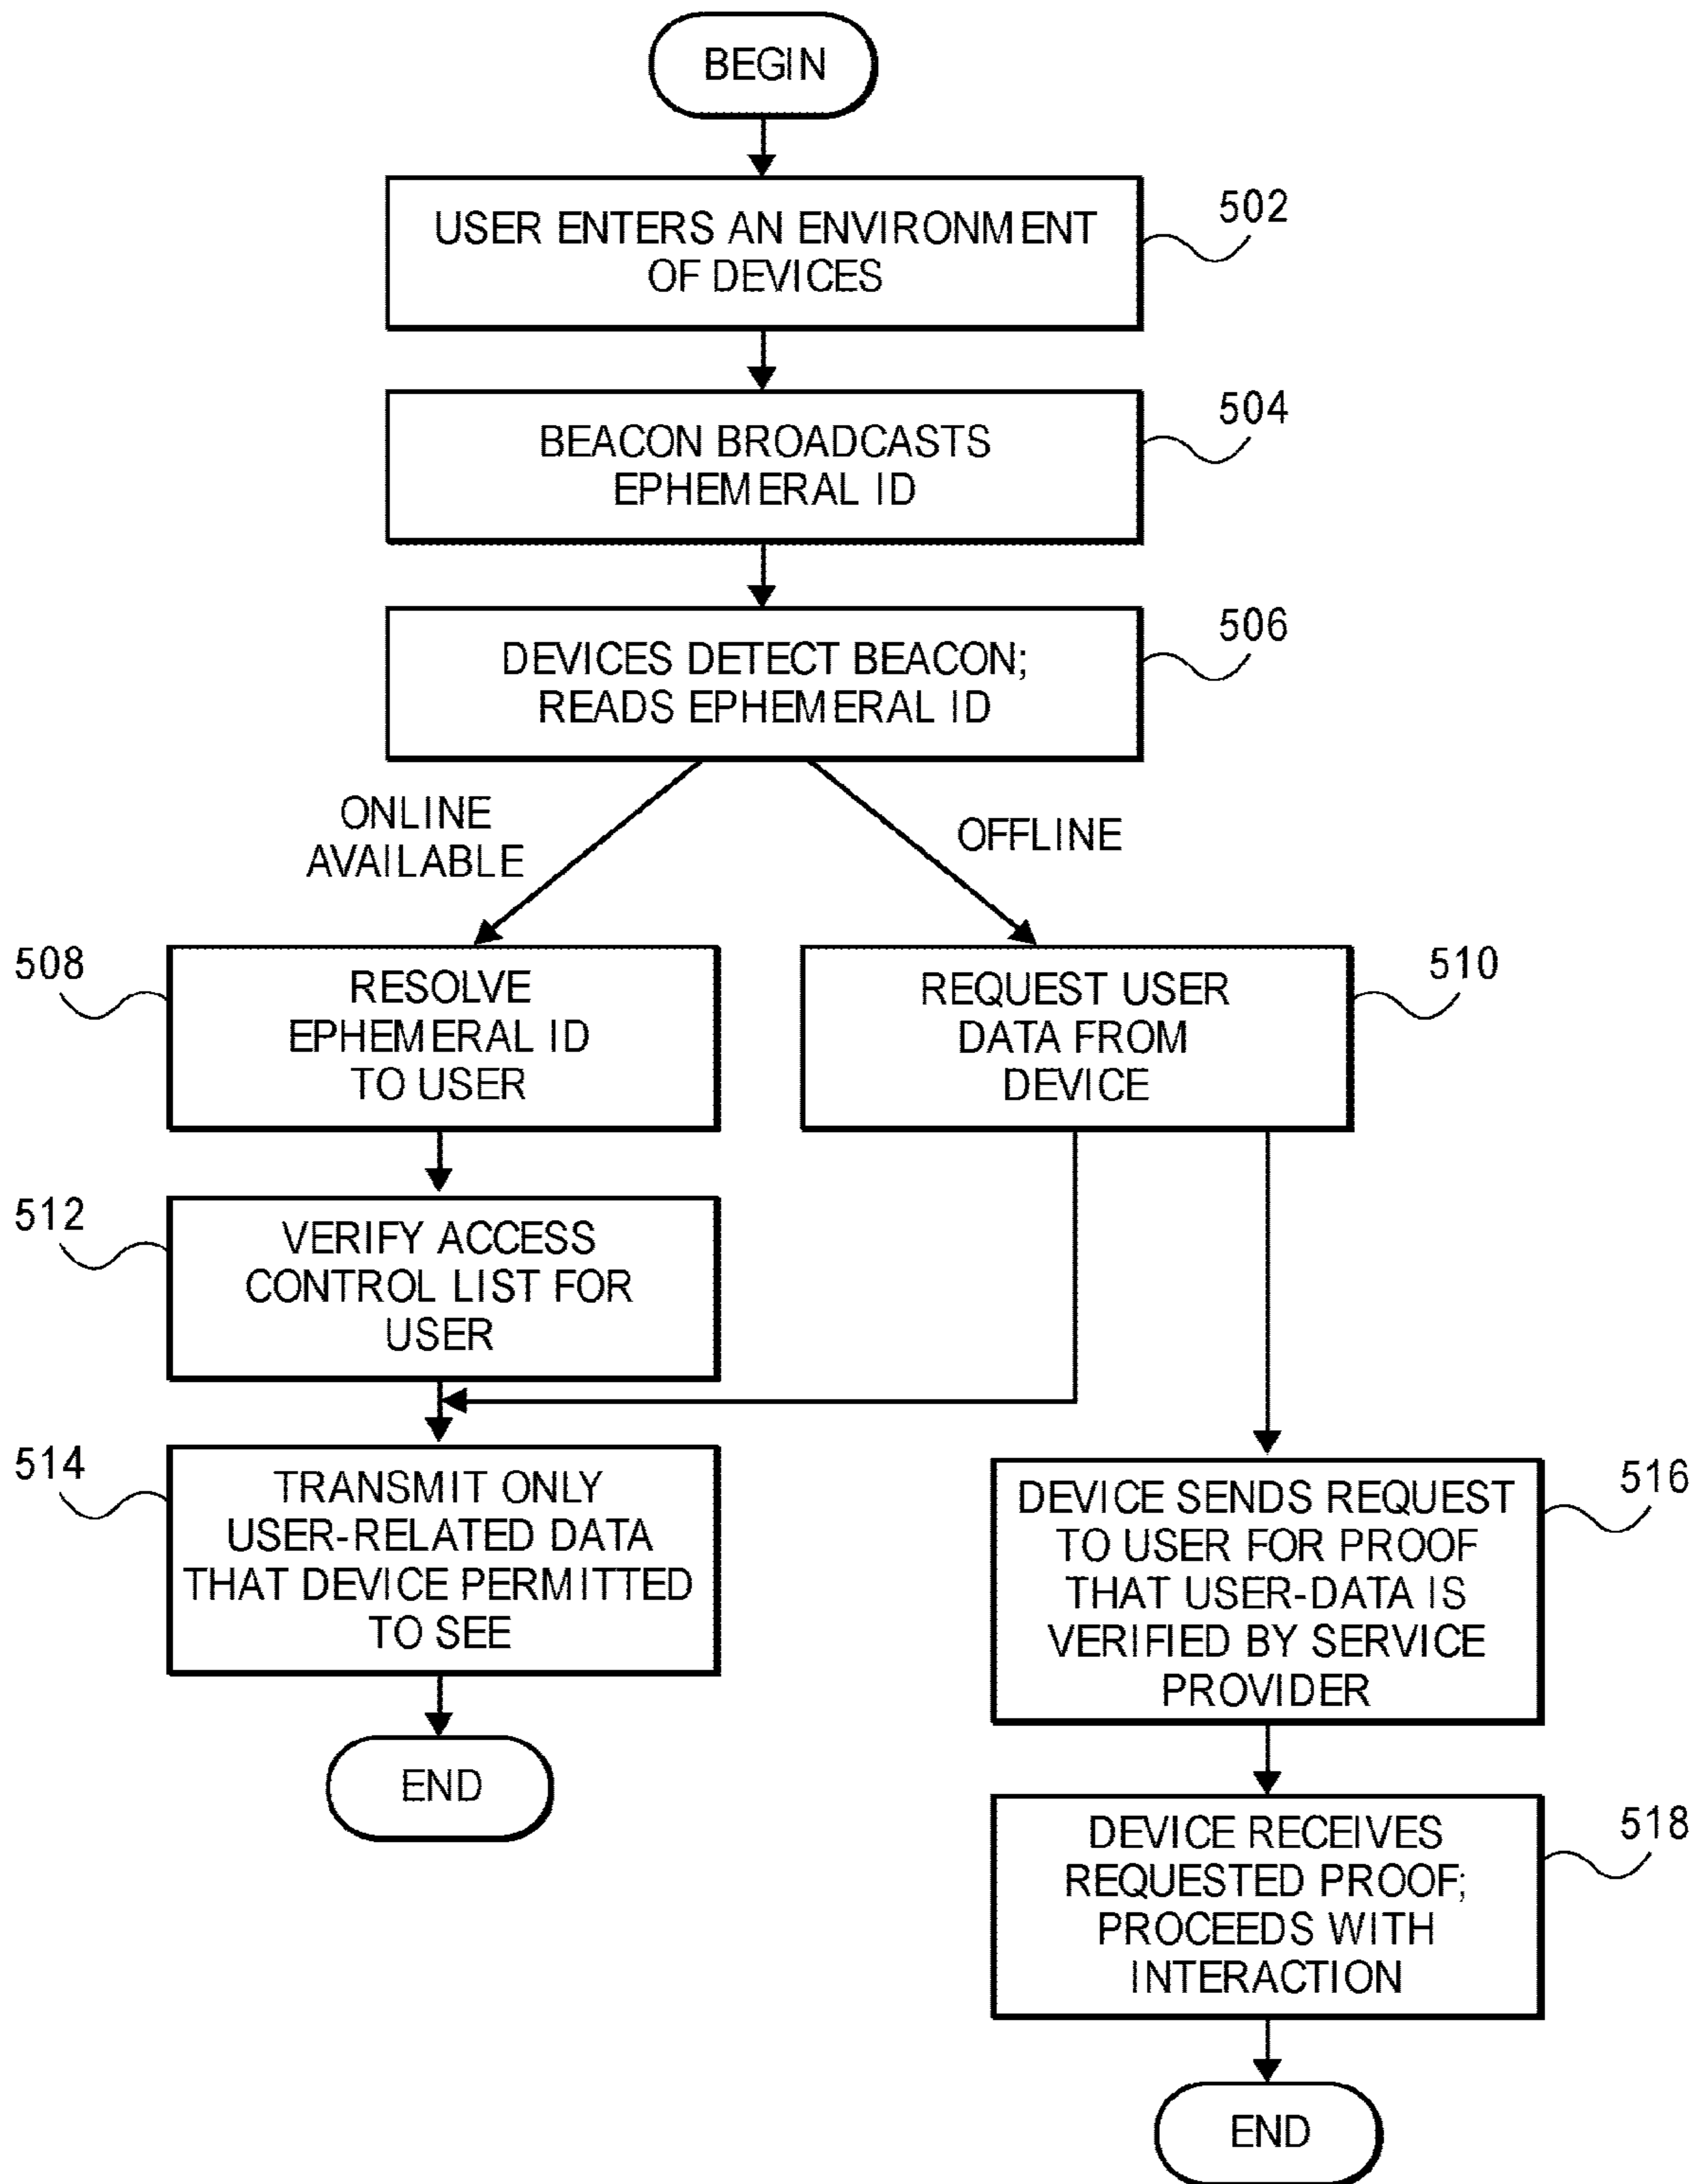 BEGIN
USER ENTERS AN ENVIRONMENT
OF DEVICES
502
BEACON BROADCASTS
EPHEMERAL ID
504
DEVICES DETECT BEACON;
READS EPHEMERAL ID
506
ONLINE
AVAILABLE
OFFLINE
508
RESOLVE
EPHEMERAL ID
TO USER
REQUEST USER
DATA FROM
DEVICE
510
512
VERIFY ACCESS
CONTROL LIST FOR
USER
514
TRANSMIT ONLY
USER-RELATED DATA
THAT DEVICE PERMITTED
TO SEE
END
DEVICE SENDS REQUEST
TO USER FOR PROOF
THAT USER-DATA IS
VERIFIED BY SERVICE
PROVIDER
516
DEVICE RECEIVES
REQUESTED PROOF;
PROCEEDS WITH
INTERACTION
518
END